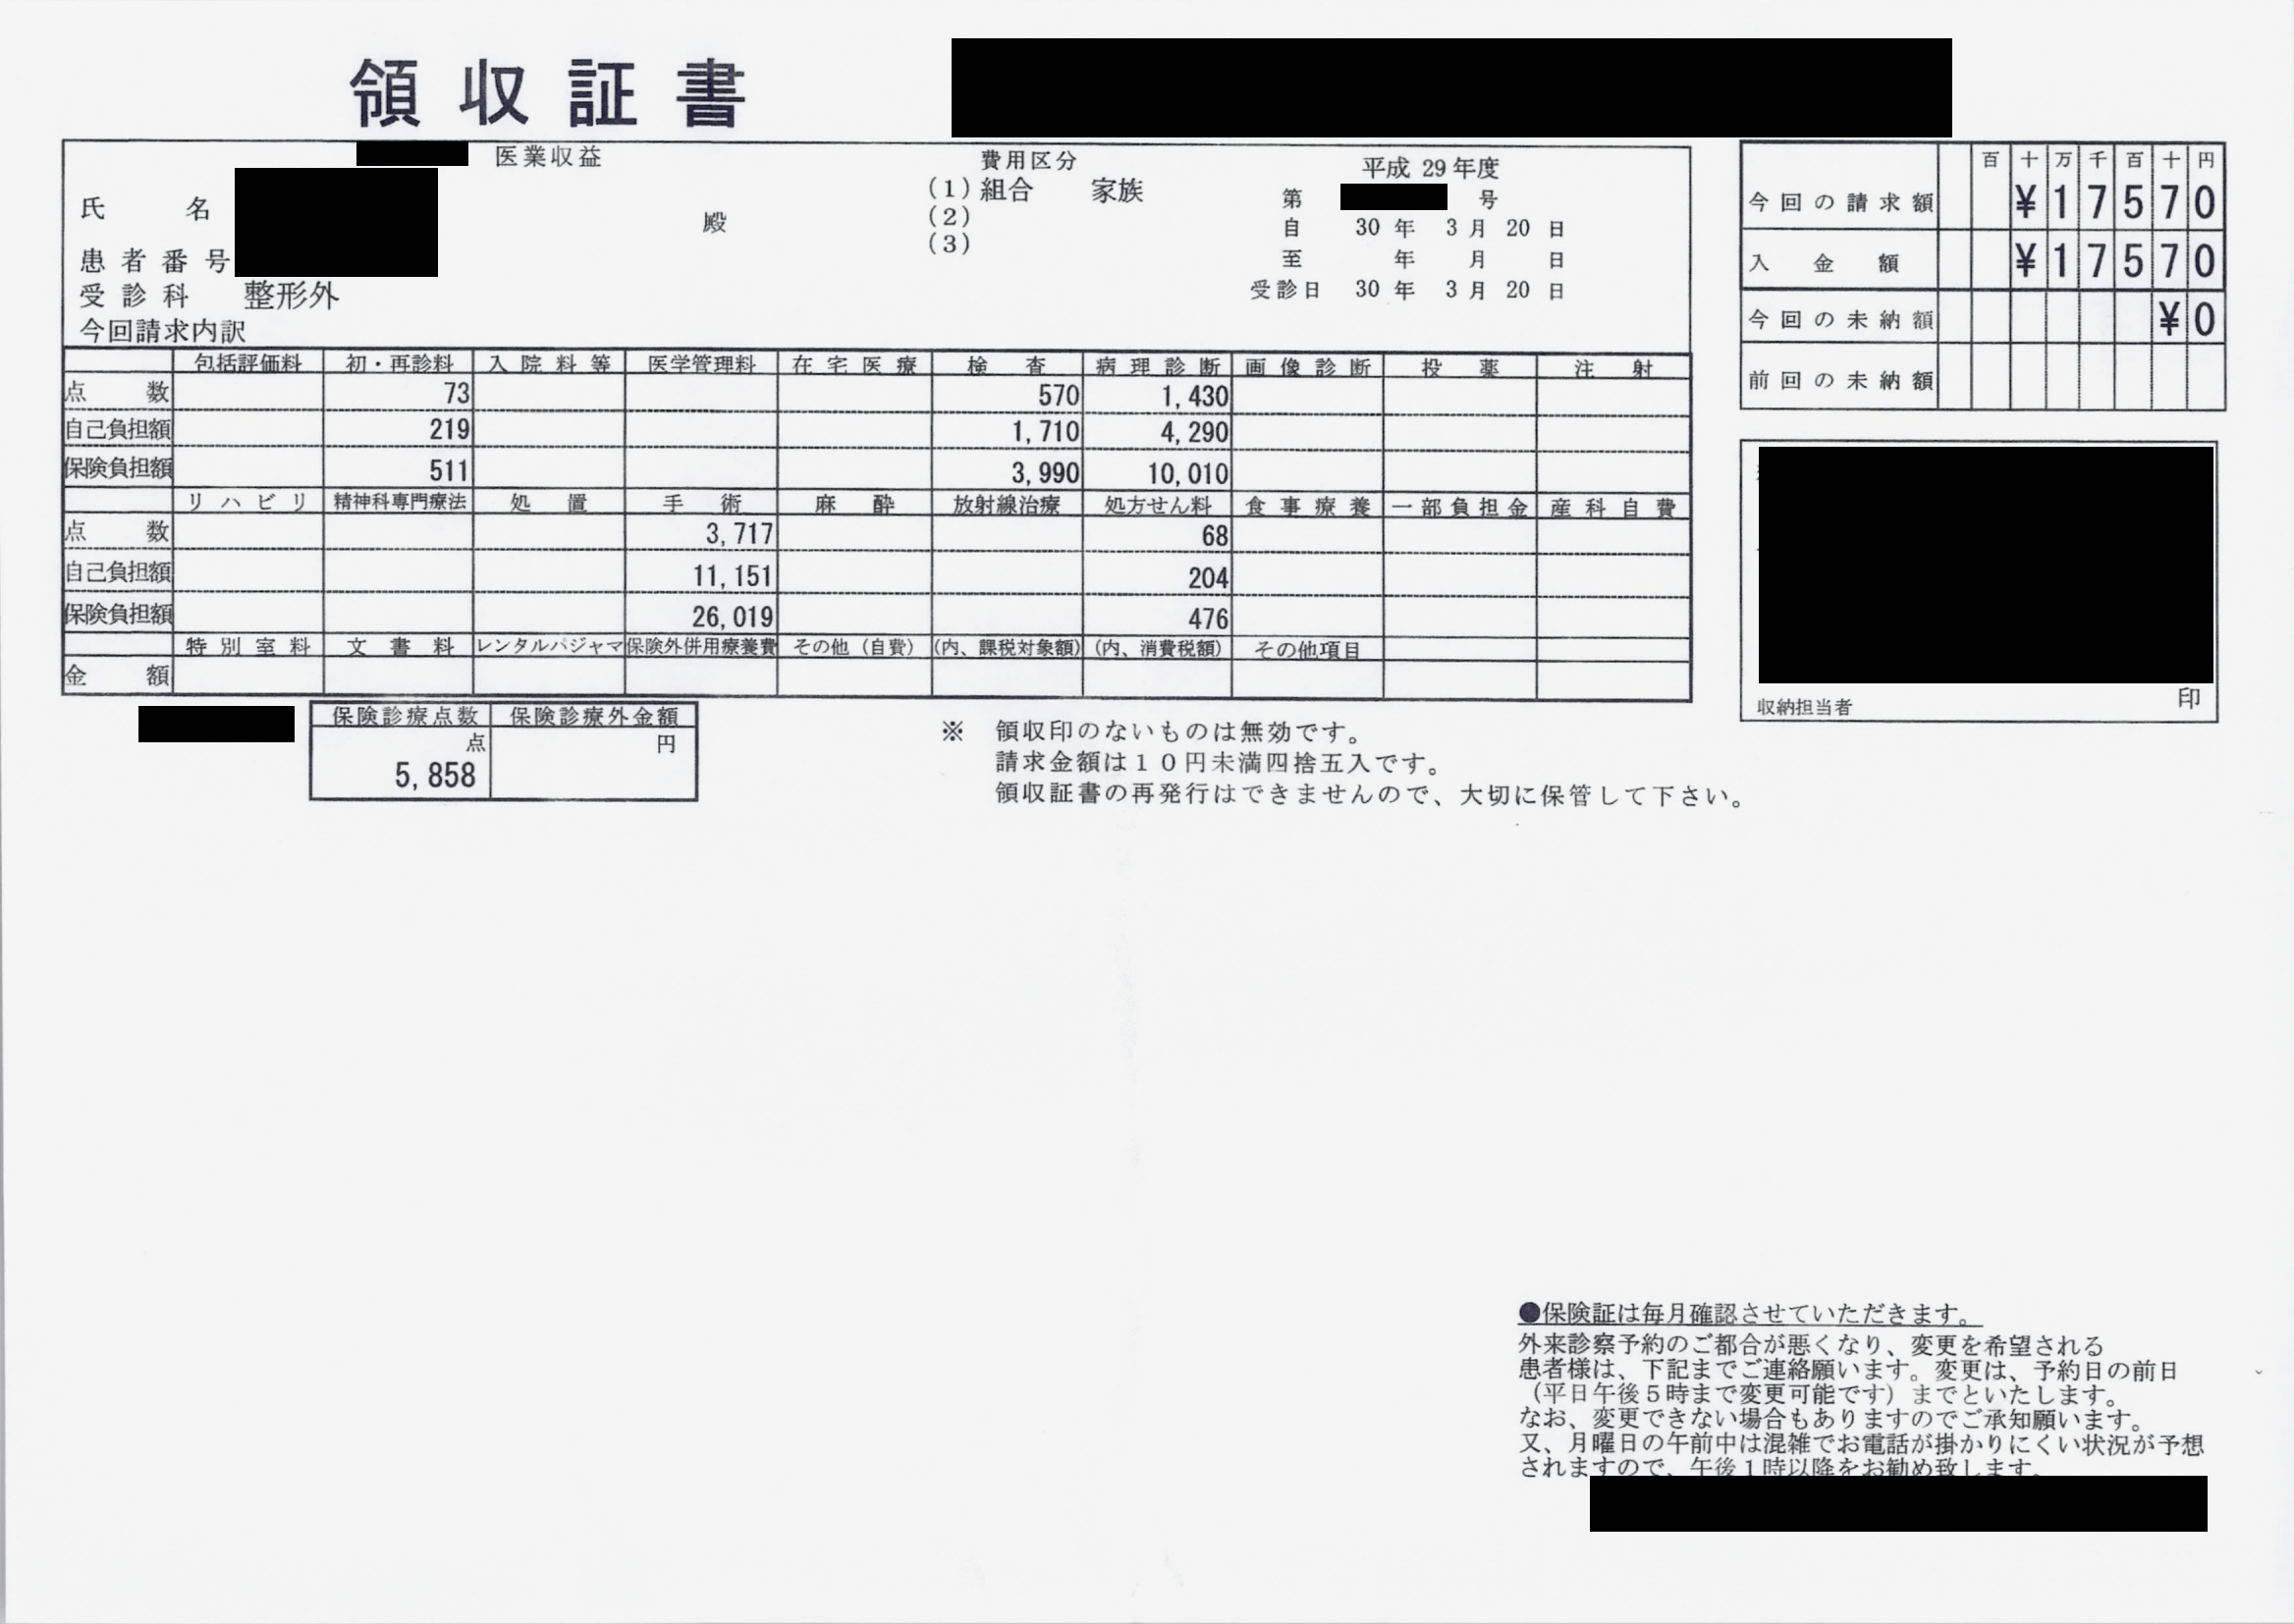 領収証書
医業収益
費用区分
平成 29 年度
氏 名
殿
(1) 組合 家族
(2)
(3)
第 号
自 30 年 3 月 20 日
至 年 月 日
受診日 30 年 3 月 20 日
患者番号
受診科 整形外
今回請求内訳
百 十 万 千 百 十 円
今回の請求額 ¥17570
入金額 ¥17570
今回の未納額 ¥0
前回の未納額
包括評価料 初・再診料 入院料等 医学管理料 在宅医療 検査 病理診断 画像診断 投薬 注射
点数 73 570 1,430
自己負担額 219 1,710 4,290
保険負担額 511 3,990 10,010
リハビリ 精神科専門療法 処置 手術 麻酔 放射線治療 処方せん料 食事療養 一部負担金 産科自費
点数 3,717 68
自己負担額 11,151 204
保険負担額 26,019 476
特別室料 文書料 レンタルパジャマ 保険外併用療養費 その他(自費) (内、課税対象額) (内、消費税額) その他項目
金額
収納担当者 印
保険診療点数 保険診療外金額
点 円
5,858
※ 領収印のないものは無効です。
請求金額は10円未満四捨五入です。
領収証書の再発行はできませんので、大切に保管して下さい。
●保険証は毎月確認させていただきます。
外来診察予約のご都合が悪くなり、変更を希望される
患者様は、下記までご連絡願います。変更は、予約日の前日
(平日午後5時まで変更可能です)までといたします。
なお、変更できない場合もありますのでご承知願います。
又、月曜日の午前中は混雑でお電話が掛かりにくい状況が予想
されますので、午後1時以降をお勧め致します。